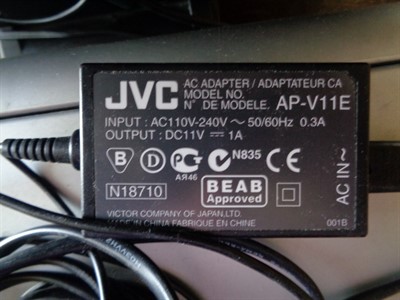 JVC
AC ADAPTER / ADAPTATEUR CA
MODEL NO.
N° DE MODELE. AP-V11E
INPUT : AC110V-240V ~ 50/60Hz 0.3A
OUTPUT : DC11V ⎓ 1A
B D PG N835 CE
АЯ46
N18710
BEAB
Approved
AC IN~
VICTOR COMPANY OF JAPAN,LTD.
MADE IN CHINA FABRIQUE EN CHINE
001B